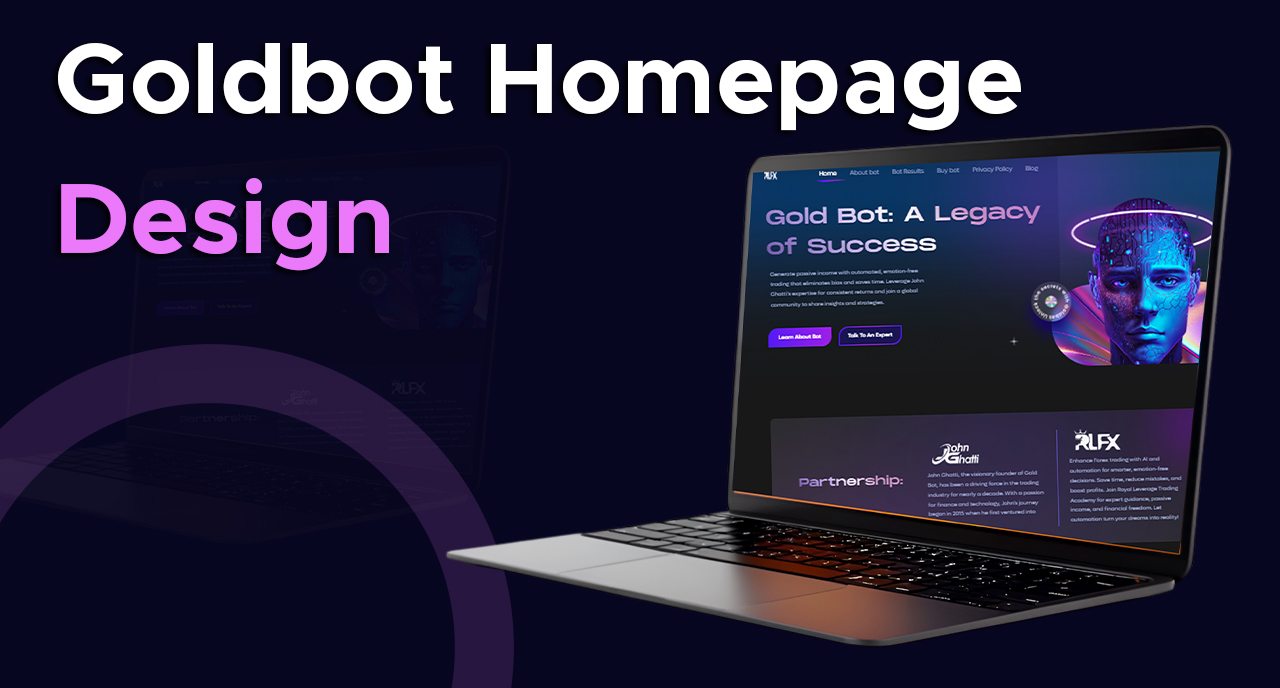 Goldbot Homepage
Design
RLFX
Home About bot Bot Results Buy bot Privacy Policy Blog
Gold Bot: A Legacy
of Success
Generate passive income with automated, emotion-free
trading that eliminates bias and saves time. Leverage John
Ghatti's expertise for consistent returns and join a global
community to share insights and strategies.
Learn About Bot
Talk To An Expert
Partnership:
John
Ghatti
John Ghatti, the visionary founder of Gold
Bot, has been a driving force in the trading
industry for nearly a decade. With a passion
for finance and technology, John's journey
began in 2015 when he first ventured into
RLFX
Enhance Forex trading with AI and
automation for smarter, emotion-free
decisions. Save time, reduce mistakes, and
boost profits. Join Royal Leverage Trading
Academy for expert guidance, passive
income, and financial freedom. Let
automation turn your dreams into reality!